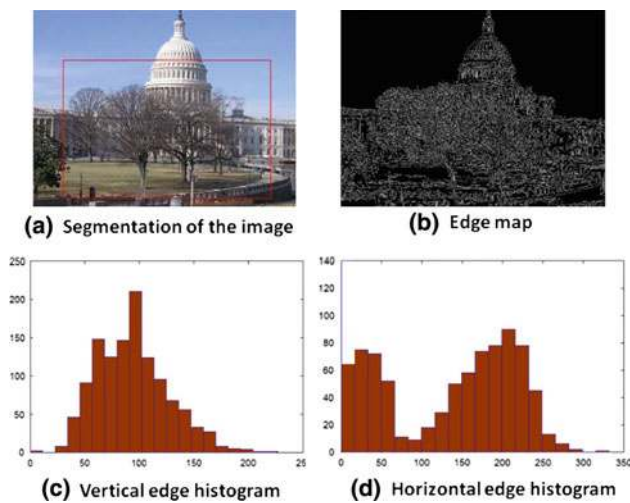 (a) Segmentation of the image
(b) Edge map
250
200
150
100
50
0
0 50 100 150 200 25
(c) Vertical edge histogram
140
120
100
80
60
40
20
0
0 50 100 150 200 250 300 350
(d) Horizontal edge histogram